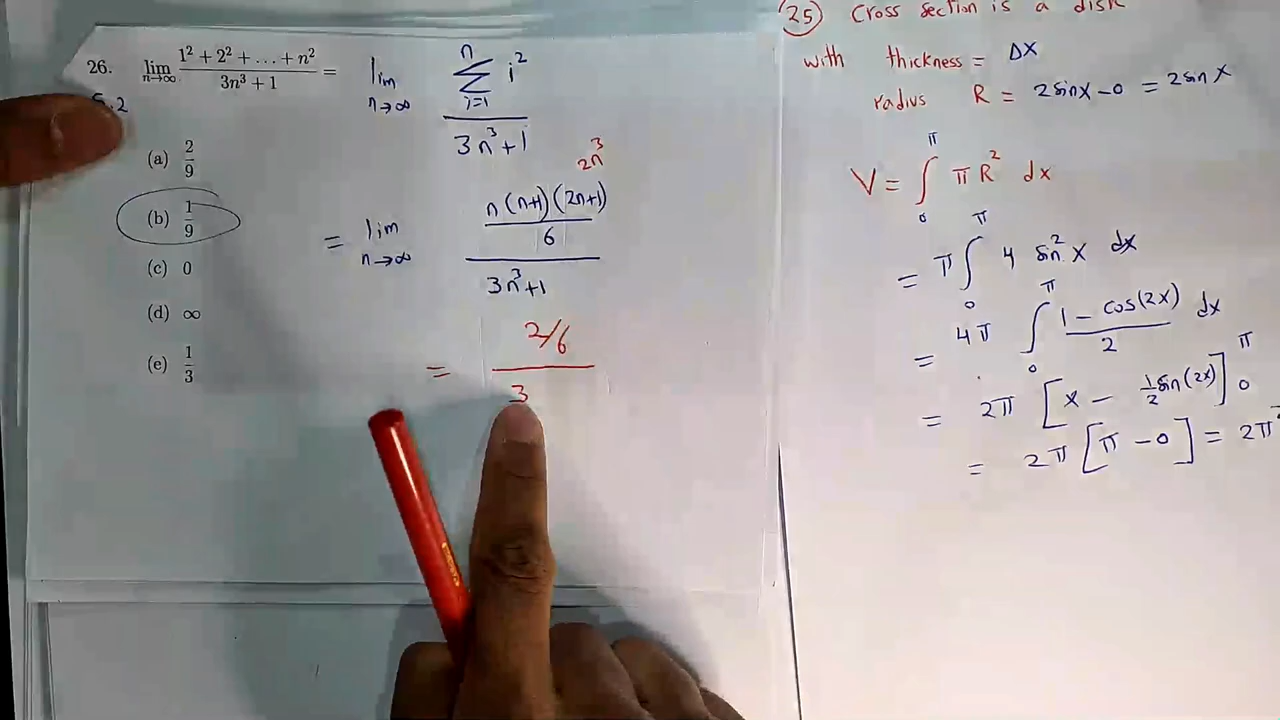 26. lim n→∞ 1² + 2² + … + n² / 3n³ + 1 = lim n→∞ n Σ i=1 i² / 3n³+1
5.2
(a) 2/9
2n³
(b) 1/9
= lim n→∞ n(n+1)(2n+1) / 6 / 3n³+1
(c) 0
(d) ∞
(e) 1/3
= 2/6 / 3
(25) Cross section is a disk
with thickness = Δx
radius R = 2sinx - 0 = 2sin x
V = ∫ 0 π π R² dx
= π ∫ 0 π 4 sin² x dx
= 4π ∫ 0 π 1 - cos(2x) / 2 dx
= 2π [x - 1/2 sin(2x)] 0 π
= 2π [π - 0] = 2π²